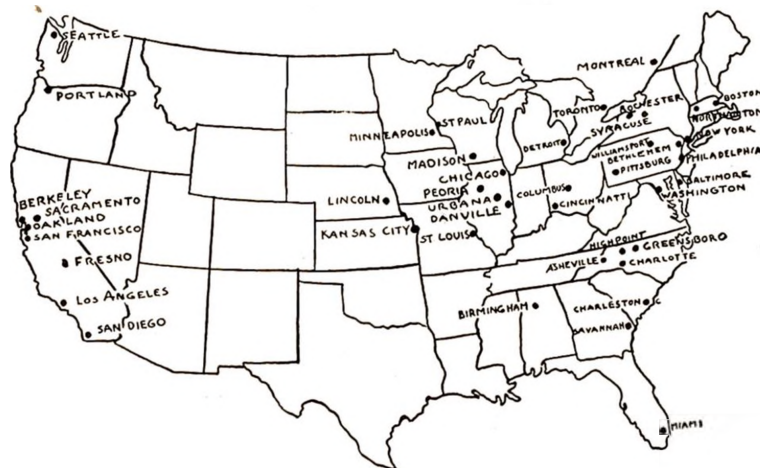 SEATTLE
PORTLAND
MONTREAL
TORONTO
ROCHESTER
BOSTON
SYRACUSE
ST PAUL
MINNEAPOLIS
DETROIT
NEW YORK
WILLIAMSPORT
BETHLEHEM
PITTSBURG
PHILADELPHIA
MADISON
CHICAGO
PEORIA
URBANA
DANVILLE
COLUMBUS
CINCINNATTI
BALTIMORE
WASHINGTON
LINCOLN
KANSAS CITY
ST LOUIS
BERKELEY
SACRAMENTO
OAKLAND
SAN FRANCISCO
FRESNO
LOS ANGELES
SAN DIEGO
HIGHPOINT
GREENSBORO
ASHEVILLE
CHARLOTTE
BIRMINGHAM
CHARLESTON
SAVANNAH
MIAMI